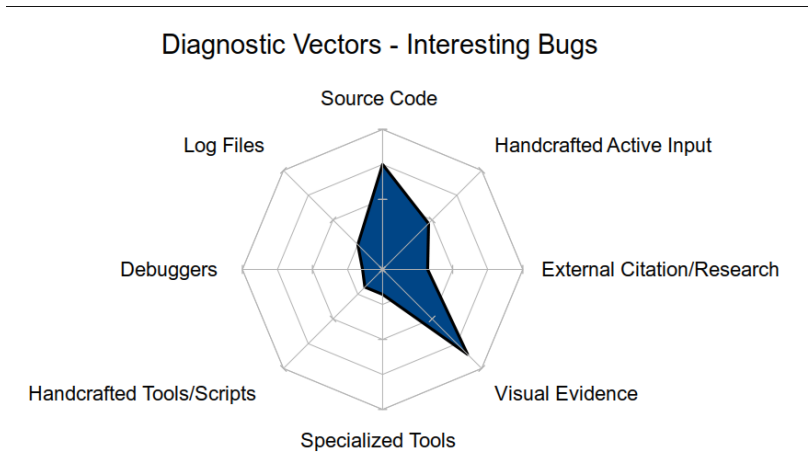 Diagnostic Vectors - Interesting Bugs
Source Code
Log Files
Handcrafted Active Input
Debuggers
External Citation/Research
Handcrafted Tools/Scripts
Visual Evidence
Specialized Tools